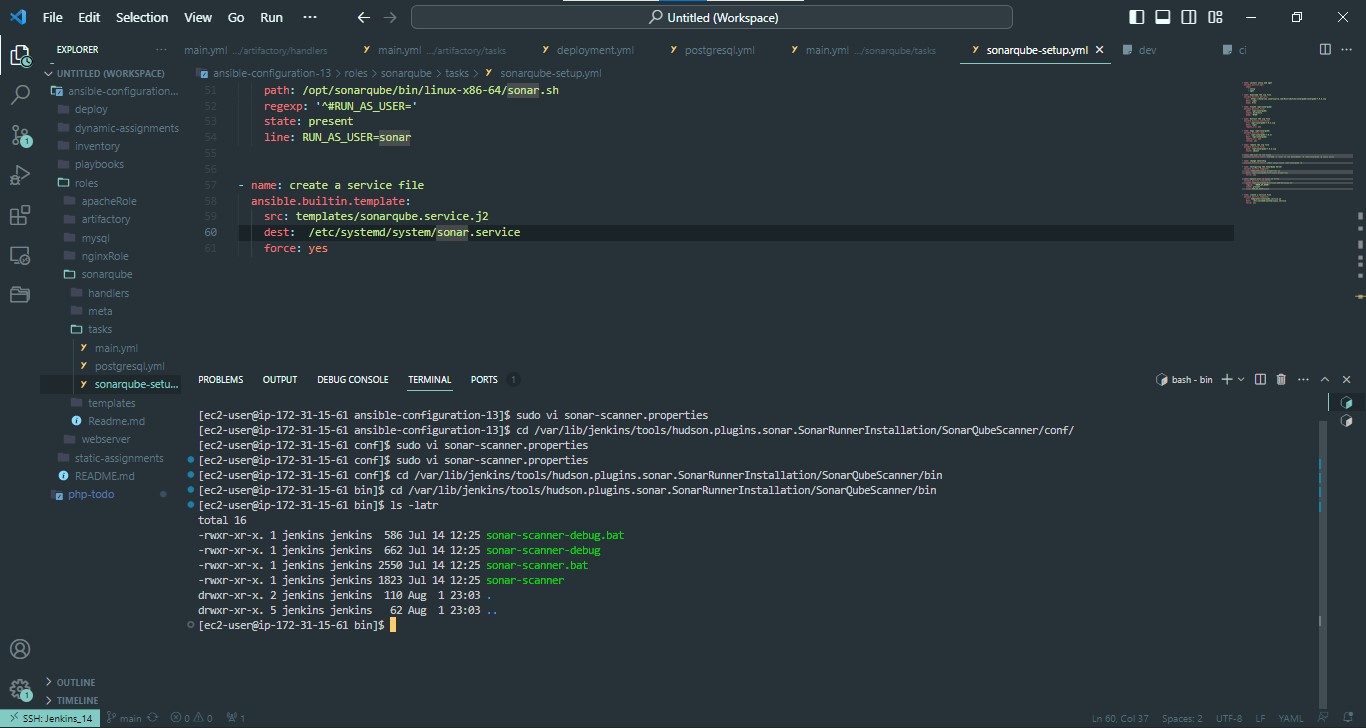 File Edit Selection View Go Run ··· Untitled (Workspace)
EXPLORER ···
main.yml .../artifactory/handlers main.yml .../artifactory/tasks deployment.yml postgresql.yml main.yml .../sonarqube/tasks sonarqube-setup.yml dev ci ···
UNTITLED (WORKSPACE)
ansible-configuration...
deploy
dynamic-assignments
inventory
playbooks
roles
apacheRole
artifactory
mysql
nginxRole
sonarqube
handlers
meta
tasks
main.yml
postgresql.yml
sonarqube-setu...
templates
Readme.md
webserver
static-assignments
README.md
php-todo
OUTLINE
TIMELINE
ansible-configuration-13 > roles > sonarqube > tasks > sonarqube-setup.yml
51 path: /opt/sonarqube/bin/linux-x86-64/sonar.sh
52 regexp: '^#RUN_AS_USER='
53 state: present
54 line: RUN_AS_USER=sonar
55
56
57 - name: create a service file
58 ansible.builtin.template:
59 src: templates/sonarqube.service.j2
60 dest:  /etc/systemd/system/sonar.service
61 force: yes
PROBLEMS OUTPUT DEBUG CONSOLE TERMINAL PORTS 1 bash - bin ···
[ec2-user@ip-172-31-15-61 ansible-configuration-13]$ sudo vi sonar-scanner.properties
[ec2-user@ip-172-31-15-61 ansible-configuration-13]$ cd /var/lib/jenkins/tools/hudson.plugins.sonar.SonarRunnerInstallation/SonarQubeScanner/conf/
[ec2-user@ip-172-31-15-61 conf]$ sudo vi sonar-scanner.properties
[ec2-user@ip-172-31-15-61 conf]$ sudo vi sonar-scanner.properties
[ec2-user@ip-172-31-15-61 conf]$ cd /var/lib/jenkins/tools/hudson.plugins.sonar.SonarRunnerInstallation/SonarQubeScanner/bin
[ec2-user@ip-172-31-15-61 bin]$ cd /var/lib/jenkins/tools/hudson.plugins.sonar.SonarRunnerInstallation/SonarQubeScanner/bin
[ec2-user@ip-172-31-15-61 bin]$ ls -latr
total 16
-rwxr-xr-x. 1 jenkins jenkins  586 Jul 14 12:25 sonar-scanner-debug.bat
-rwxr-xr-x. 1 jenkins jenkins  662 Jul 14 12:25 sonar-scanner-debug
-rwxr-xr-x. 1 jenkins jenkins 2550 Jul 14 12:25 sonar-scanner.bat
-rwxr-xr-x. 1 jenkins jenkins 1823 Jul 14 12:25 sonar-scanner
drwxr-xr-x. 2 jenkins jenkins  110 Aug  1 23:03 .
drwxr-xr-x. 5 jenkins jenkins   62 Aug  1 23:03 ..
[ec2-user@ip-172-31-15-61 bin]$
1
1
SSH: Jenkins_14 main 0 0 1 Ln 60, Col 37 Spaces: 2 UTF-8 LF YAML